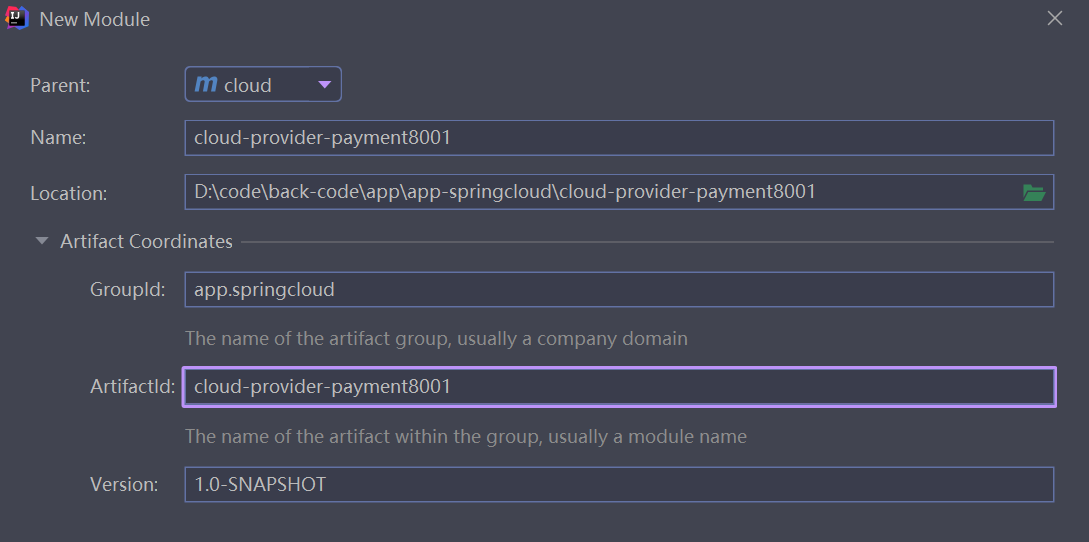 IJ
New Module
Parent: m cloud
Name: cloud-provider-payment8001
Location: D:\code\back-code\app\app-springcloud\cloud-provider-payment8001
Artifact Coordinates
GroupId: app.springcloud
The name of the artifact group, usually a company domain
ArtifactId: cloud-provider-payment8001
The name of the artifact within the group, usually a module name
Version: 1.0-SNAPSHOT